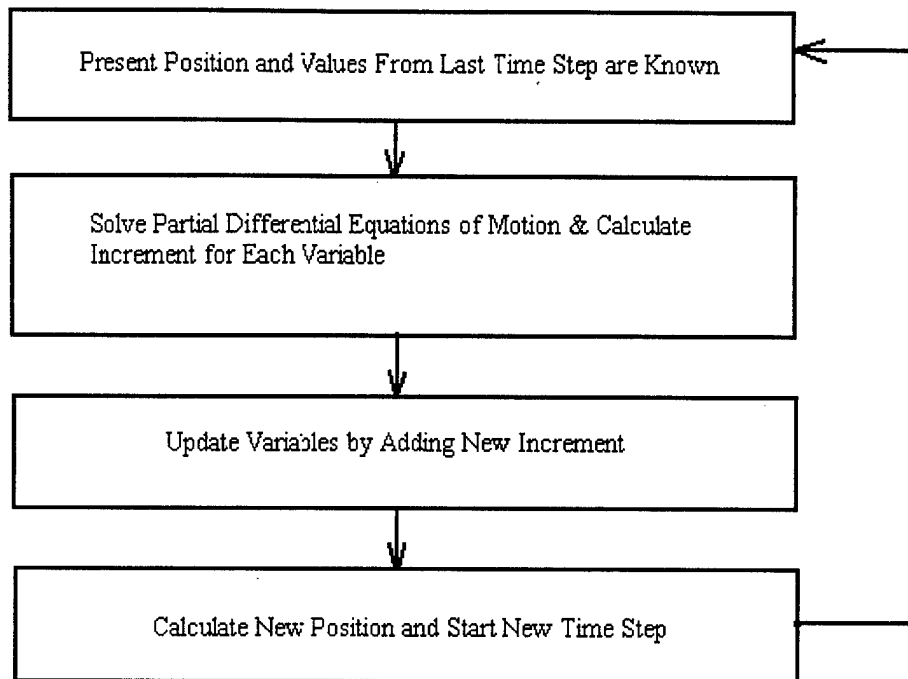 Present Position and Values From Last Time Step are Known
Solve Partial Differential Equations of Motion & Calculate
Increment for Each Variable
Update Variables by Adding New Increment
Calculate New Position and Start New Time Step